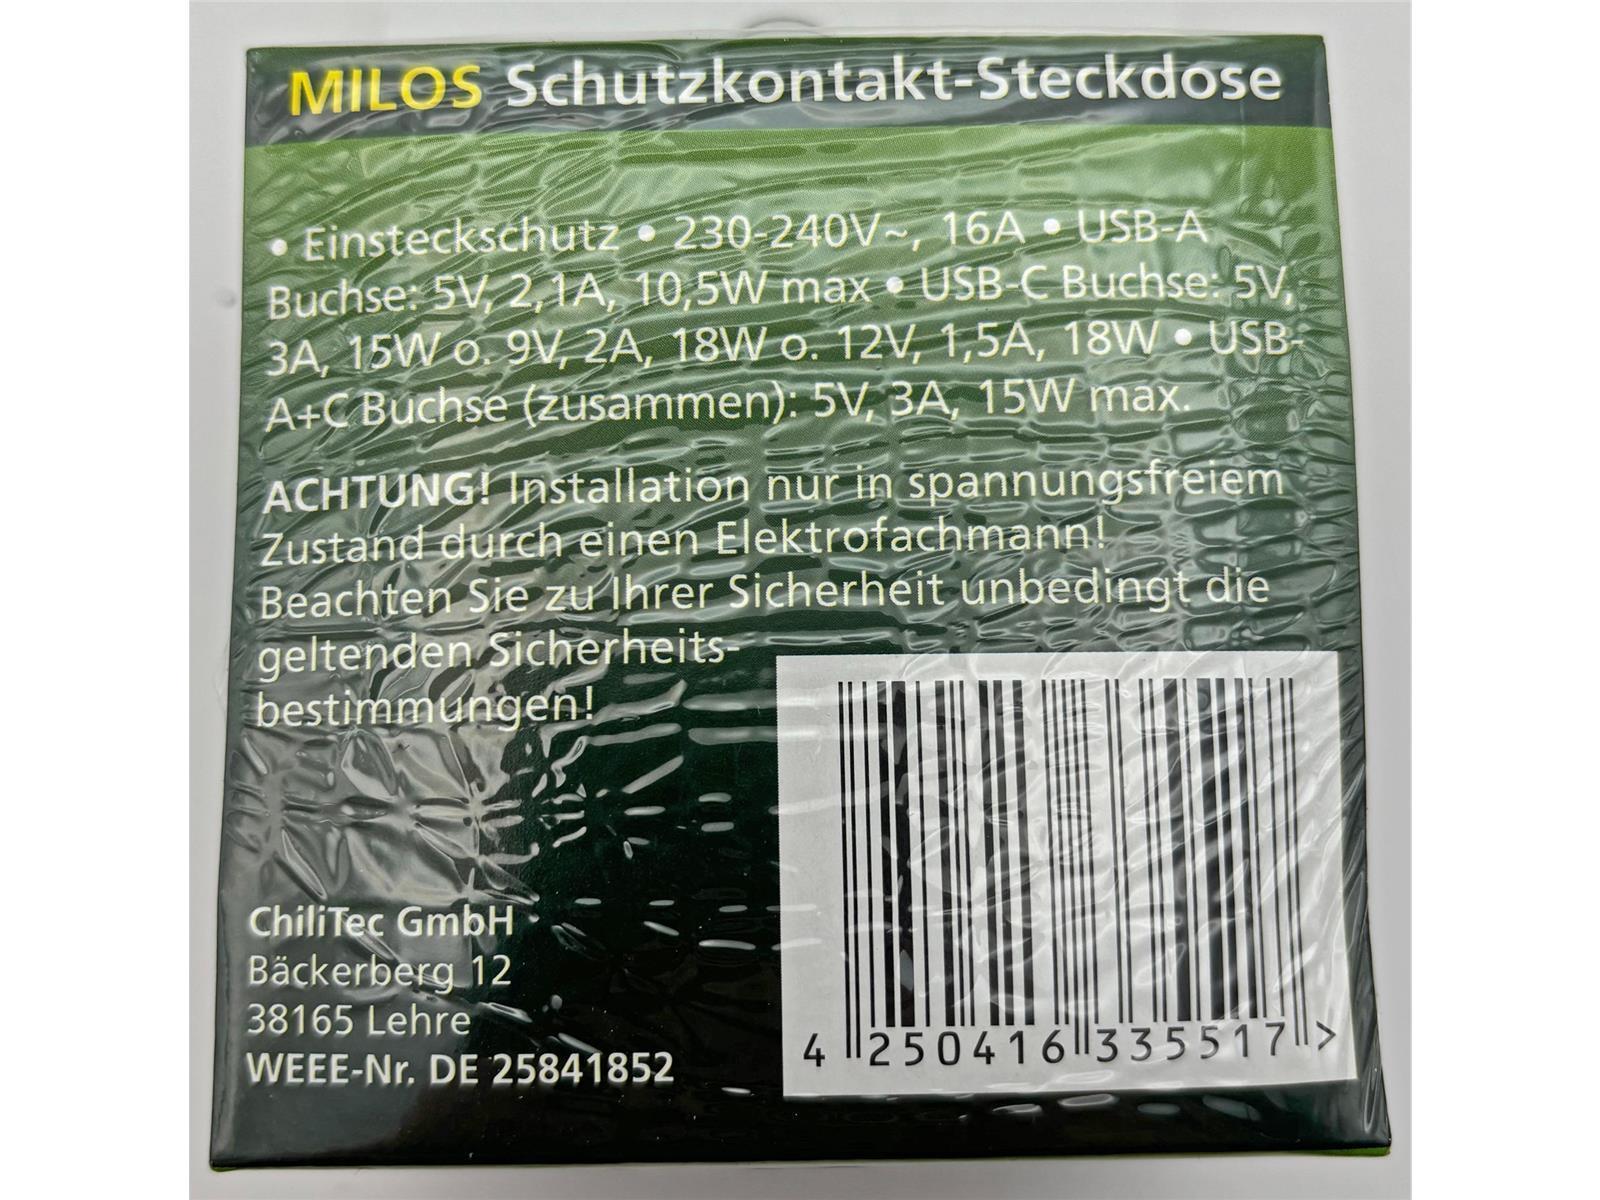 MILOS Schutzkontakt-Steckdose
• Einsteckschutz • 230-240V~, 16A • USB-A
Buchse: 5V, 2,1A, 10,5W max • USB-C Buchse: 5V,
3A, 15W o. 9V, 2A, 18W o. 12V, 1,5A, 18W • USB-
A+C Buchse (zusammen): 5V, 3A, 15W max.
ACHTUNG! Installation nur in spannungsfreiem
Zustand durch einen Elektrofachmann!
Beachten Sie zu Ihrer Sicherheit unbedingt die
geltenden Sicherheits-
bestimmungen!
ChiliTec GmbH
Bäckerberg 12
38165 Lehre
WEEE-Nr. DE 25841852
4 250416 335517 >